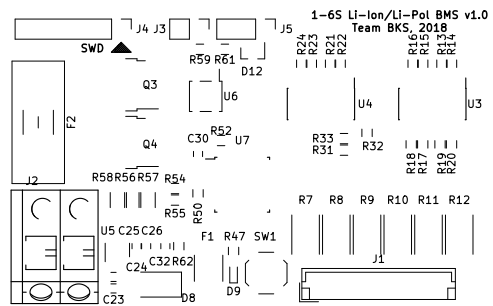 1-6S Li-Ion/Li-Pol BMS v1.0
Team BKS, 2018
J4 J3 J5
SWD
R59 R61
D12
R24 R23 R21 R22
R16 R15 R13 R14
Q3
U6
U4
U3
F2
Q4
R52
U7
C30
R33
R31
R32
R18 R17 R19 R20
J2
R58 R56 R57
R54
R55
R50
R7 R8 R9 R10 R11 R12
U5 C25 C26
C24 C32 R62
F1 R47 SW1
J1
C23
D8
D9